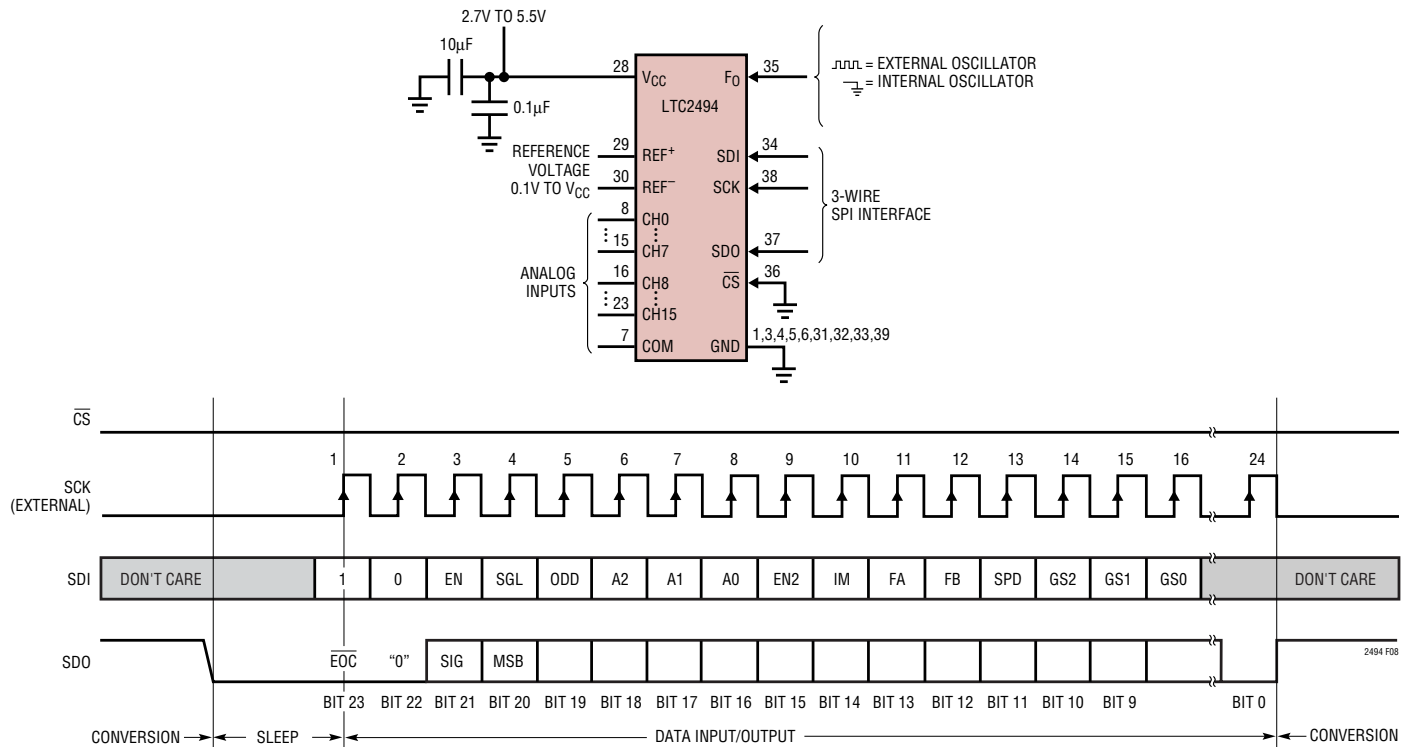 2.7V TO 5.5V
10µF
0.1µF
28
VCC
FO
35
= EXTERNAL OSCILLATOR
= INTERNAL OSCILLATOR
LTC2494
REFERENCE
VOLTAGE
0.1V TO VCC
29
REF+
30
REF–
SDI
34
SCK
38
3-WIRE
SPI INTERFACE
SDO
37
CS
36
ANALOG
INPUTS
8
CH0
15
CH7
16
CH8
23
CH15
7
COM
GND
1,3,4,5,6,31,32,33,39
CS
1 2 3 4 5 6 7 8 9 10 11 12 13 14 15 16 24
SCK
(EXTERNAL)
SDI DON'T CARE 1 0 EN SGL ODD A2 A1 A0 EN2 IM FA FB SPD GS2 GS1 GS0 DON'T CARE
SDO EOC “0” SIG MSB
2494 F08
BIT 23 BIT 22 BIT 21 BIT 20 BIT 19 BIT 18 BIT 17 BIT 16 BIT 15 BIT 14 BIT 13 BIT 12 BIT 11 BIT 10 BIT 9 BIT 0
CONVERSION SLEEP DATA INPUT/OUTPUT CONVERSION